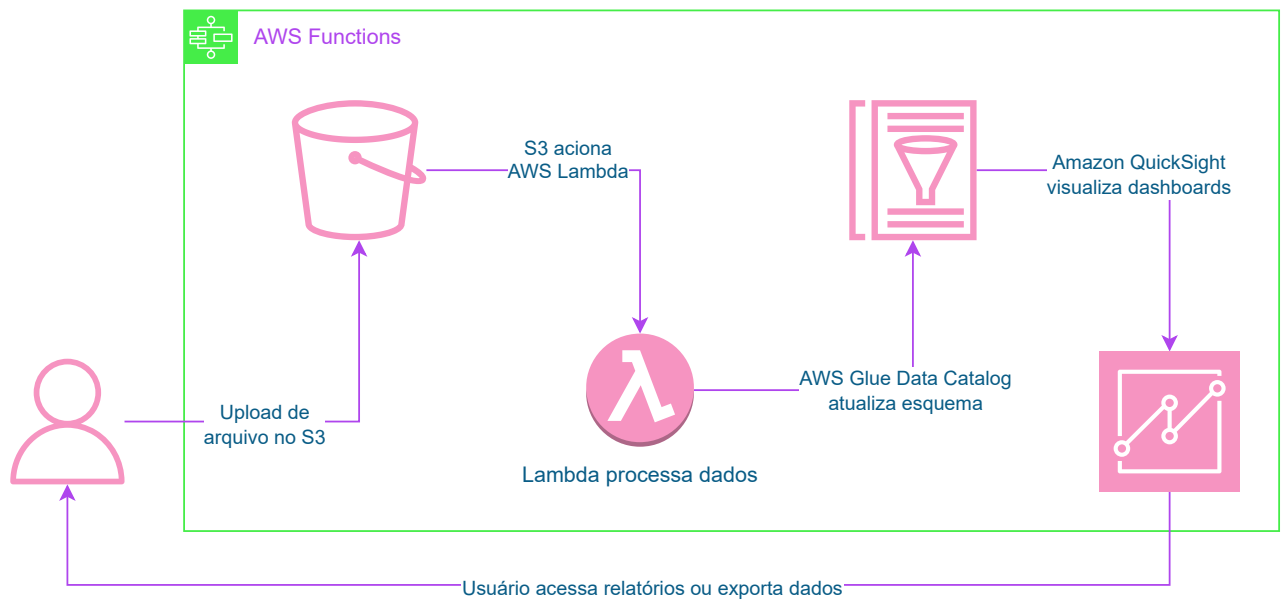 AWS Functions
S3 aciona
AWS Lambda
Amazon QuickSight
visualiza dashboards
AWS Glue Data Catalog
atualiza esquema
Upload de
arquivo no S3
Lambda processa dados
Usuário acessa relatórios ou exporta dados